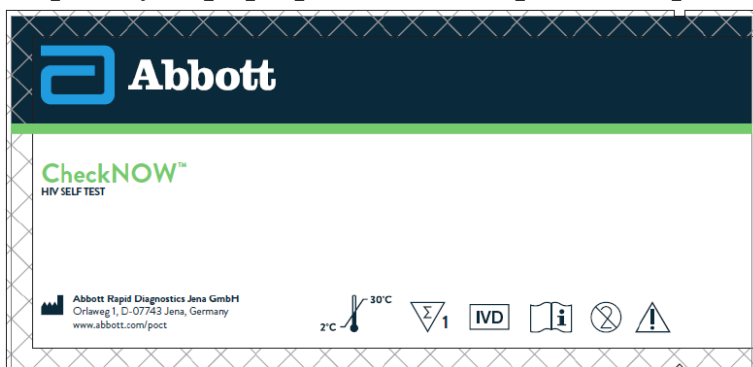 Abbott
CheckNOW™
HIV SELF TEST
Abbott Rapid Diagnostics Jena GmbH
Orlaweg 1, D-07743 Jena, Germany
www.abbott.com/poct
30°C
2°C
Σ
1
IVD
i
2